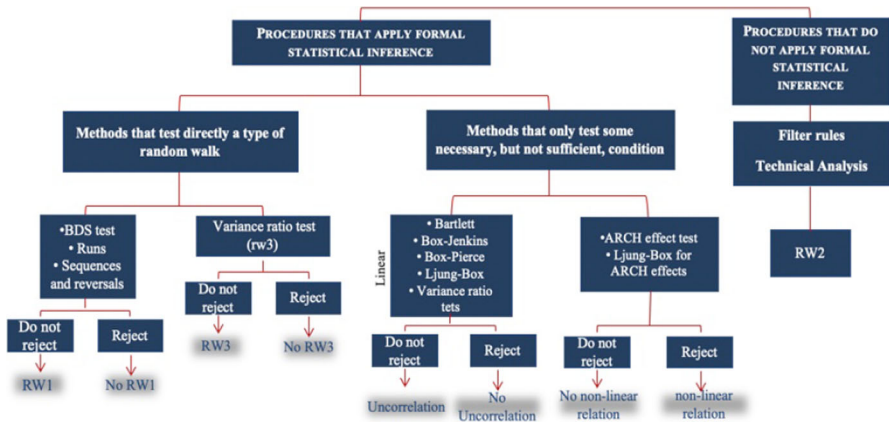 PROCEDURES THAT APPLY FORMAL
STATISTICAL INFERENCE
PROCEDURES THAT DO
NOT APPLY FORMAL
STATISTICAL
INFERENCE
Methods that test directly a type of
random walk
Methods that only test some
necessary, but not sufficient, condition
Filter rules
Technical Analysis
•BDS test
• Runs
• Sequences
and reversals
Variance ratio test
(rw3)
Linear
• Bartlett
• Box-Jenkins
• Box-Pierce
• Ljung-Box
• Variance ratio
tets
•ARCH effect test
• Ljung-Box for
ARCH effects
RW2
Do not
reject
Reject
Do not
reject
Reject
Do not
reject
Reject
Do not
reject
Reject
RW1
No RW1
RW3
No RW3
Uncorrelation
No
Uncorrelation
No non-linear
relation
non-linear
relation